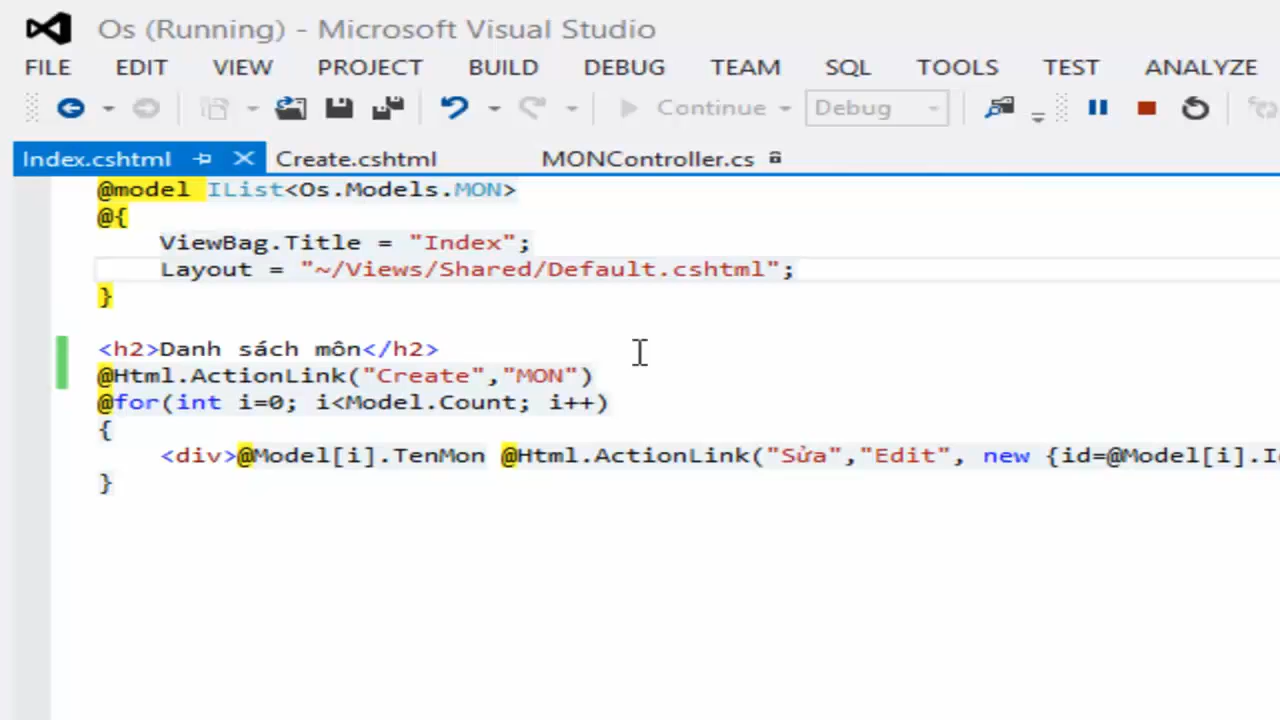 Os (Running) - Microsoft Visual Studio
FILE EDIT VIEW PROJECT BUILD DEBUG TEAM SQL TOOLS TEST ANALYZE
Continue Debug
Index.cshtml Create.cshtml MONController.cs
@model IList<Os.Models.MON>
@{
ViewBag.Title = "Index";
Layout = "~/Views/Shared/Default.cshtml";
}
<h2>Danh sách môn</h2>
@Html.ActionLink("Create","MON")
@for(int i=0; i<Model.Count; i++)
{
<div>@Model[i].TenMon @Html.ActionLink("Sửa","Edit", new {id=@Model[i].
}